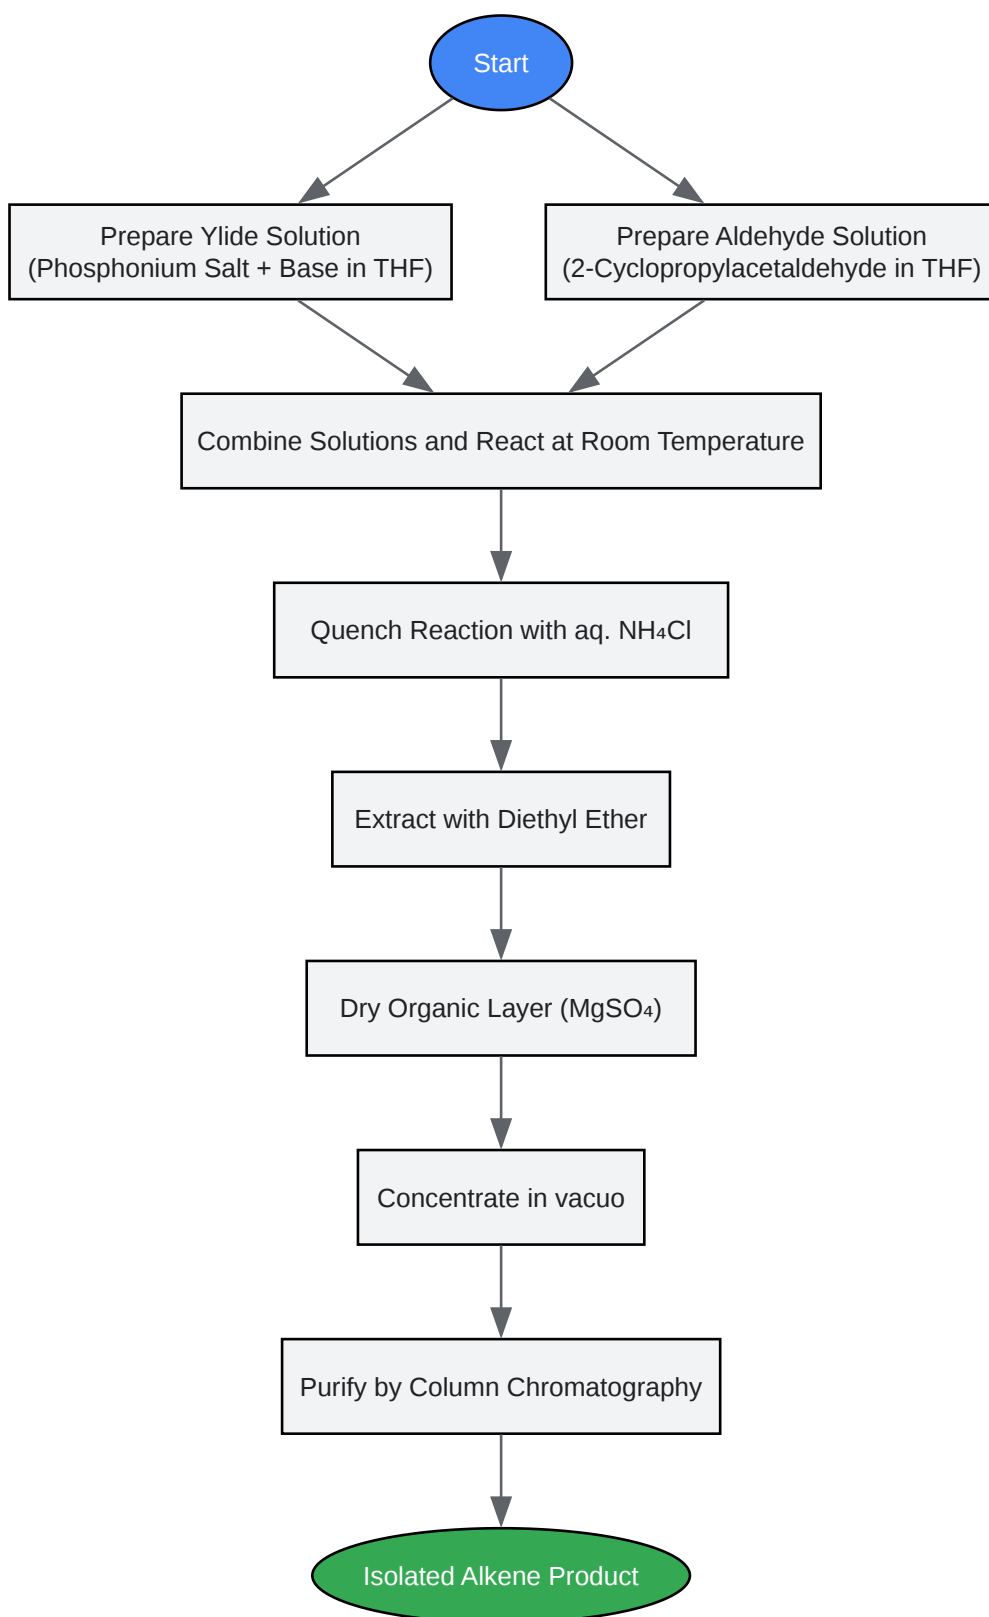 Start
Prepare Ylide Solution
(Phosphonium Salt + Base in THF)
Prepare Aldehyde Solution
(2-Cyclopropylacetaldehyde in THF)
Combine Solutions and React at Room Temperature
Quench Reaction with aq. NH₄Cl
Extract with Diethyl Ether
Dry Organic Layer (MgSO₄)
Concentrate in vacuo
Purify by Column Chromatography
Isolated Alkene Product